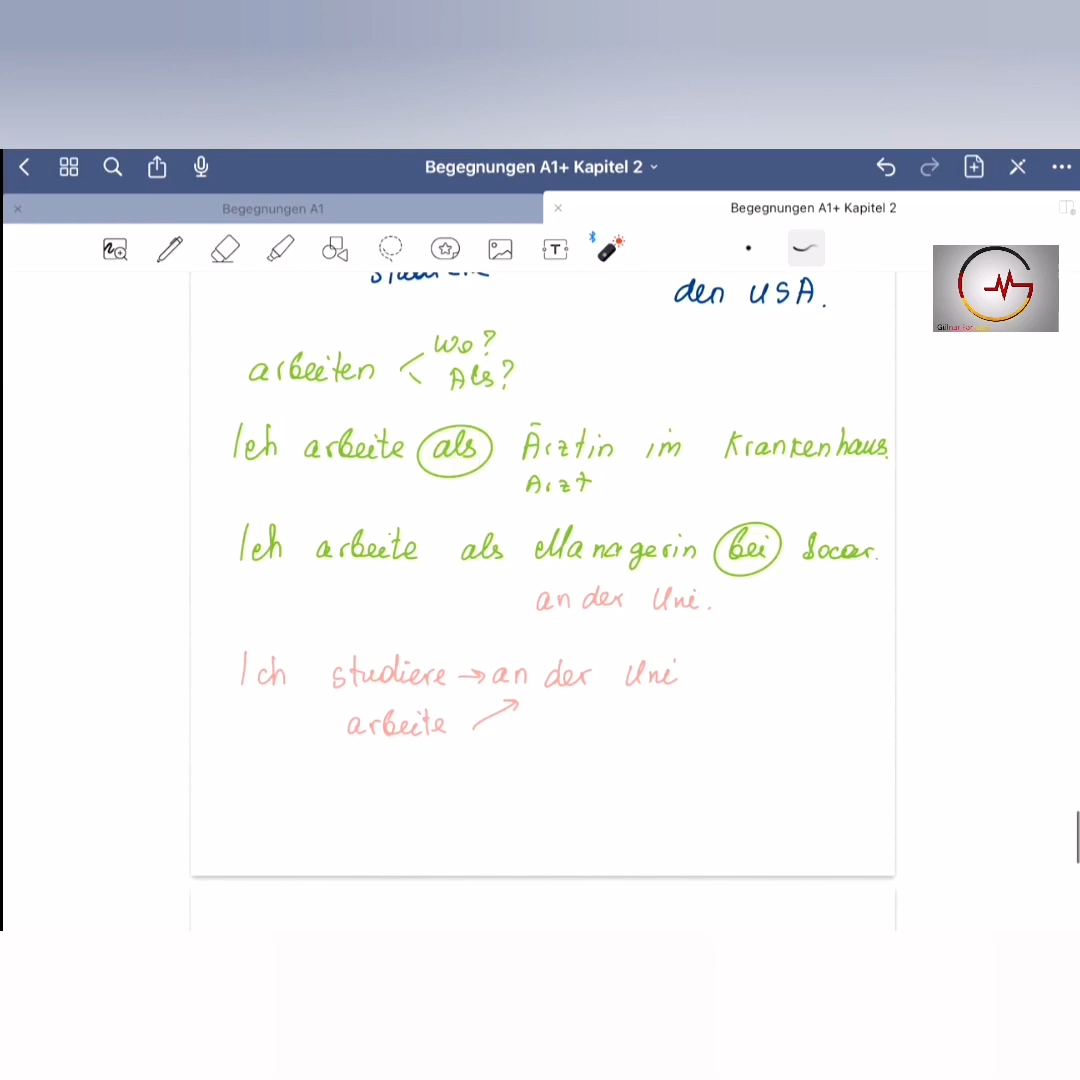 Begegnungen A1+ Kapitel 2
Begegnungen A1
Begegnungen A1+ Kapitel 2
den USA.
arbeiten < Wo?
Als?
Ich arbeite als Ärztin im Krankenhaus.
Arzt
Ich arbeite als Managerin bei Socar.
an der Uni.
Ich studiere → an der Uni
arbeite ↗